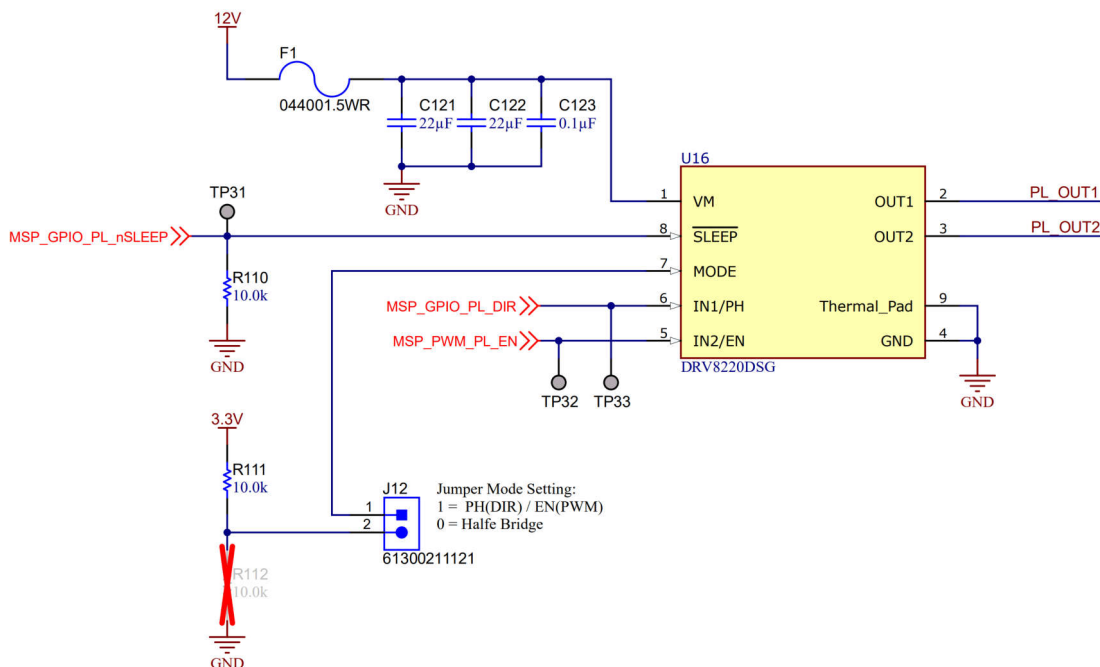 12V
F1
044001.5WR
C121
22µF
C122
22µF
C123
0.1µF
GND
TP31
MSP_GPIO_PL_nSLEEP
R110
10.0k
GND
U16
1 VM
8 SLEEP
7 MODE
6 IN1/PH
5 IN2/EN
OUT1 2 PL_OUT1
OUT2 3 PL_OUT2
Thermal_Pad 9
GND 4
DRV8220DSG
GND
MSP_GPIO_PL_DIR
MSP_PWM_PL_EN
TP32
TP33
3.3V
R111
10.0k
J12
1
2
61300211121
Jumper Mode Setting:
1 = PH(DIR) / EN(PWM)
0 = Halfe Bridge
R112
10.0k
GND